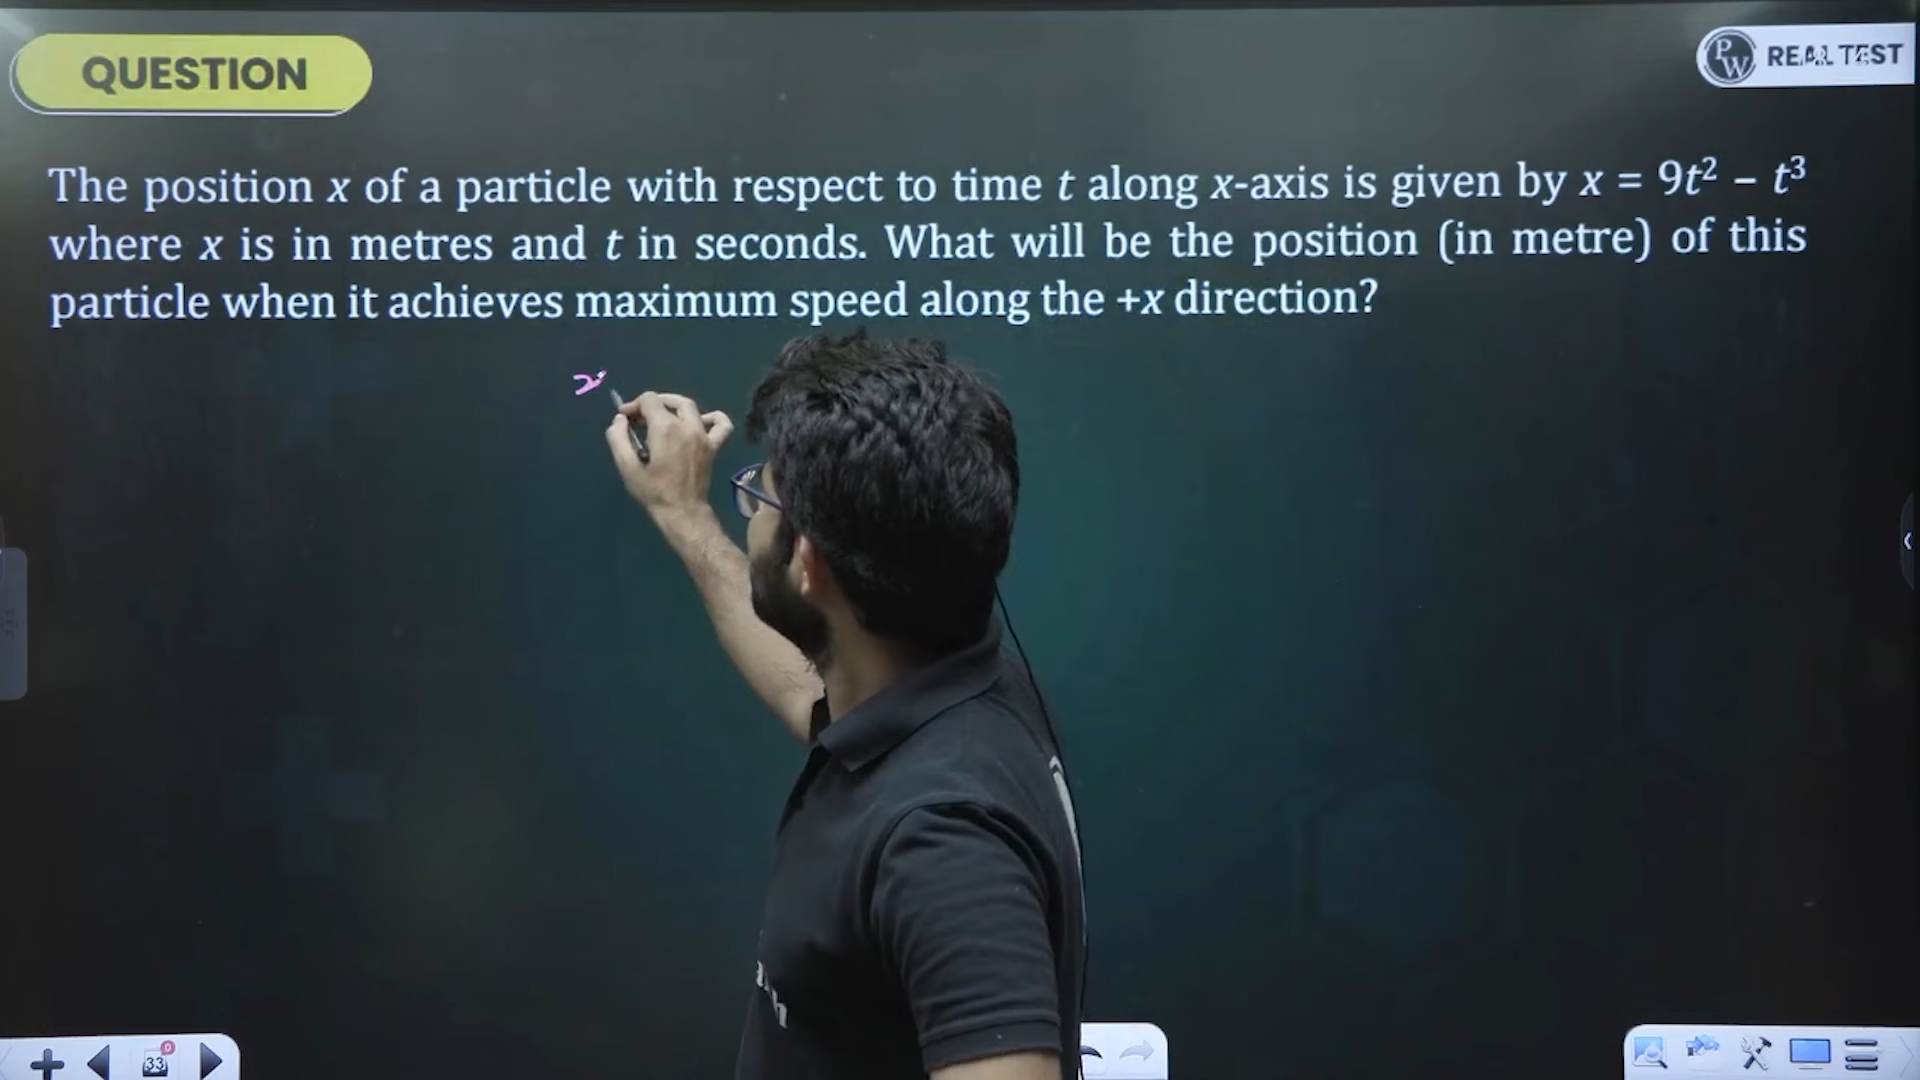 QUESTION
PW REAL TEST
The position x of a particle with respect to time t along x-axis is given by x = 9t² – t³
where x is in metres and t in seconds. What will be the position (in metre) of this
particle when it achieves maximum speed along the +x direction?
x
33
0